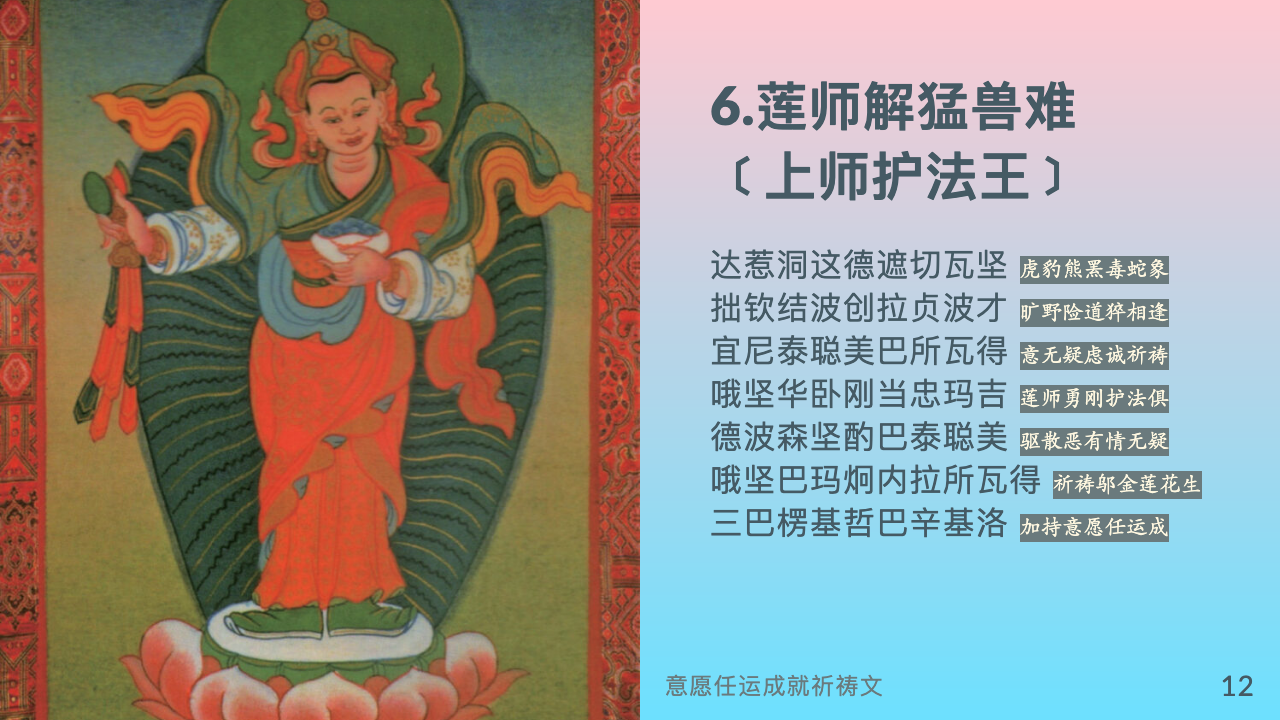 6.莲师解猛兽难
﹝上师护法王﹞
达惹洞这德遮切瓦坚 虎豹熊罴毒蛇象
拙钦结波创拉贞波才 旷野险道猝相逢
宜尼泰聪美巴所瓦得 意无疑虑诚祈祷
哦坚华卧刚当忠玛吉 莲师勇刚护法俱
德波森坚酌巴泰聪美 驱散恶有情无疑
哦坚巴玛炯内拉所瓦得 祈祷邬金莲花生
三巴楞基哲巴辛基洛 加持意愿任运成
意愿任运成就祈祷文
12